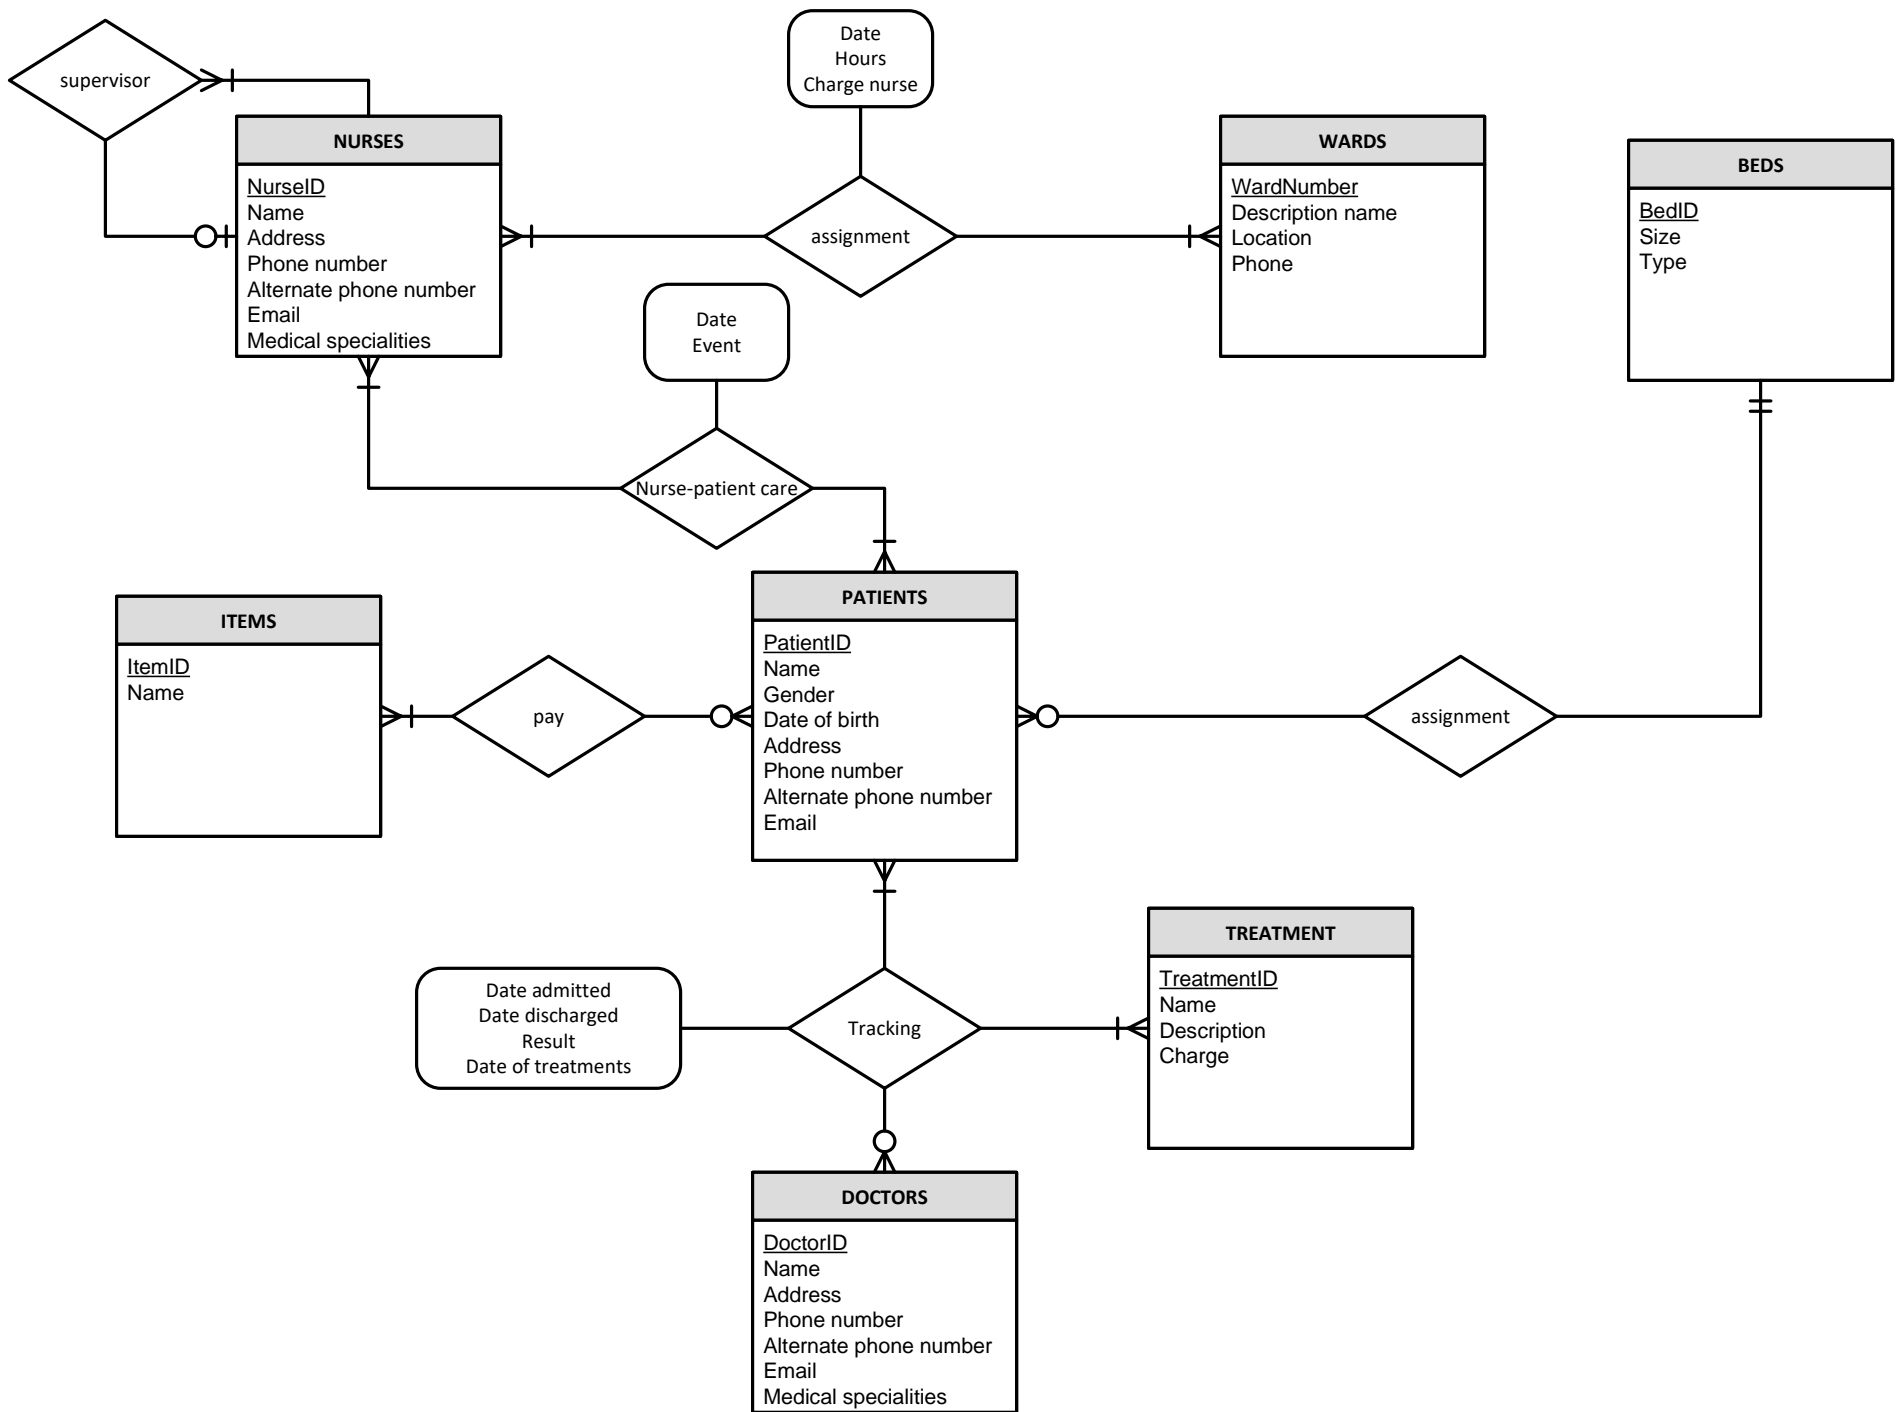 Date
Hours
Charge nurse
supervisor
NURSES
NurseID
Name
Address
Phone number
Alternate phone number
Email
Medical specialities
assignment
WARDS
WardNumber
Description name
Location
Phone
BEDS
BedID
Size
Type
Date
Event
Nurse-patient care
ITEMS
ItemID
Name
pay
PATIENTS
PatientID
Name
Gender
Date of birth
Address
Phone number
Alternate phone number
Email
assignment
TREATMENT
TreatmentID
Name
Description
Charge
Date admitted
Date discharged
Result
Date of treatments
Tracking
DOCTORS
DoctorID
Name
Address
Phone number
Alternate phone number
Email
Medical specialities